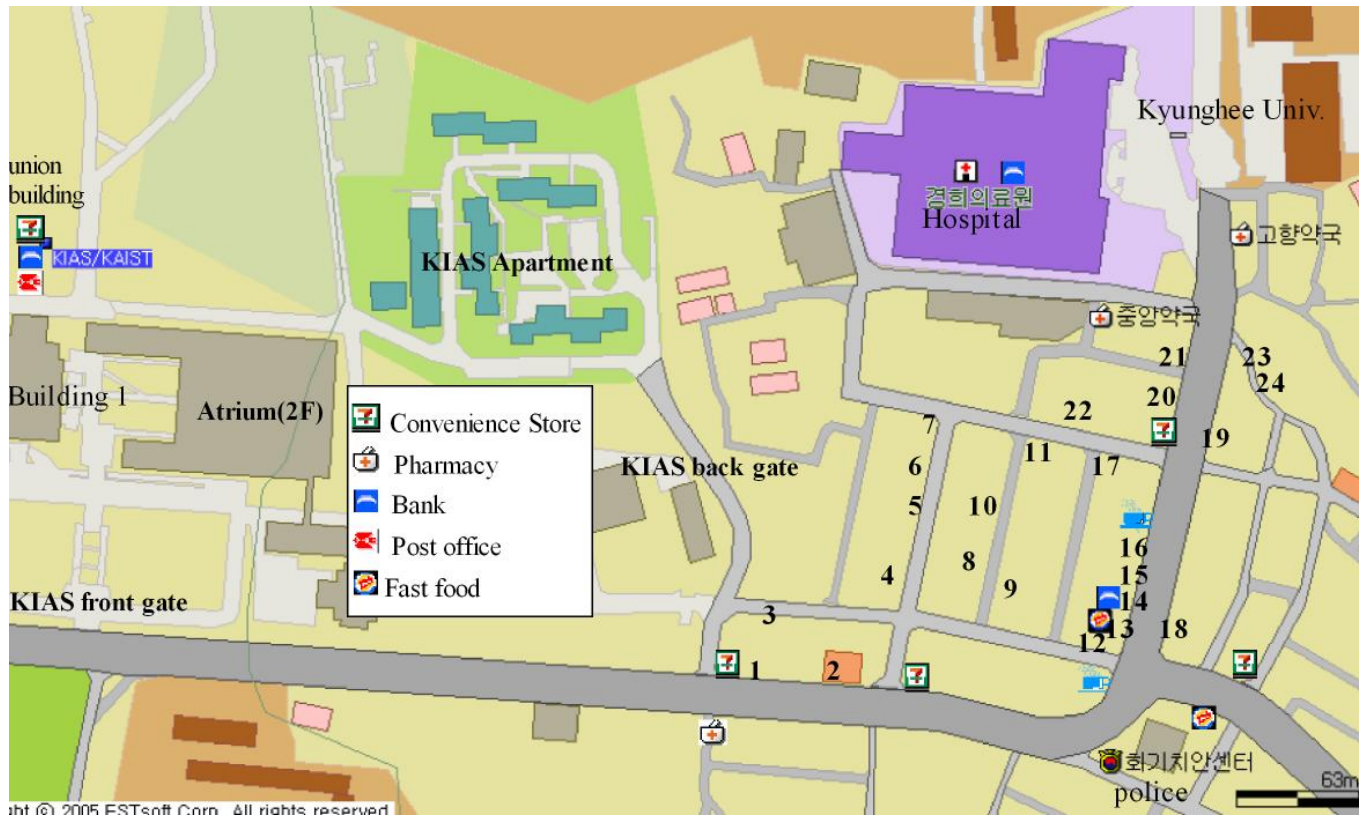 Kyunghee Univ.
union
building
경희의료원
Hospital
고향약국
KIAS/KAIST
KIAS Apartment
중앙약국
21
23
24
20
Building 1
Atrium(2F)
Convenience Store
Pharmacy
Bank
Post office
Fast food
7
22
19
KIAS back gate
6
11
17
5
10
16
4
8
15
9
14
KIAS front gate
3
12
13
18
1
2
화기치안센터
police
63m
ght © 2005 ESTsoft Corp. All rights reserved